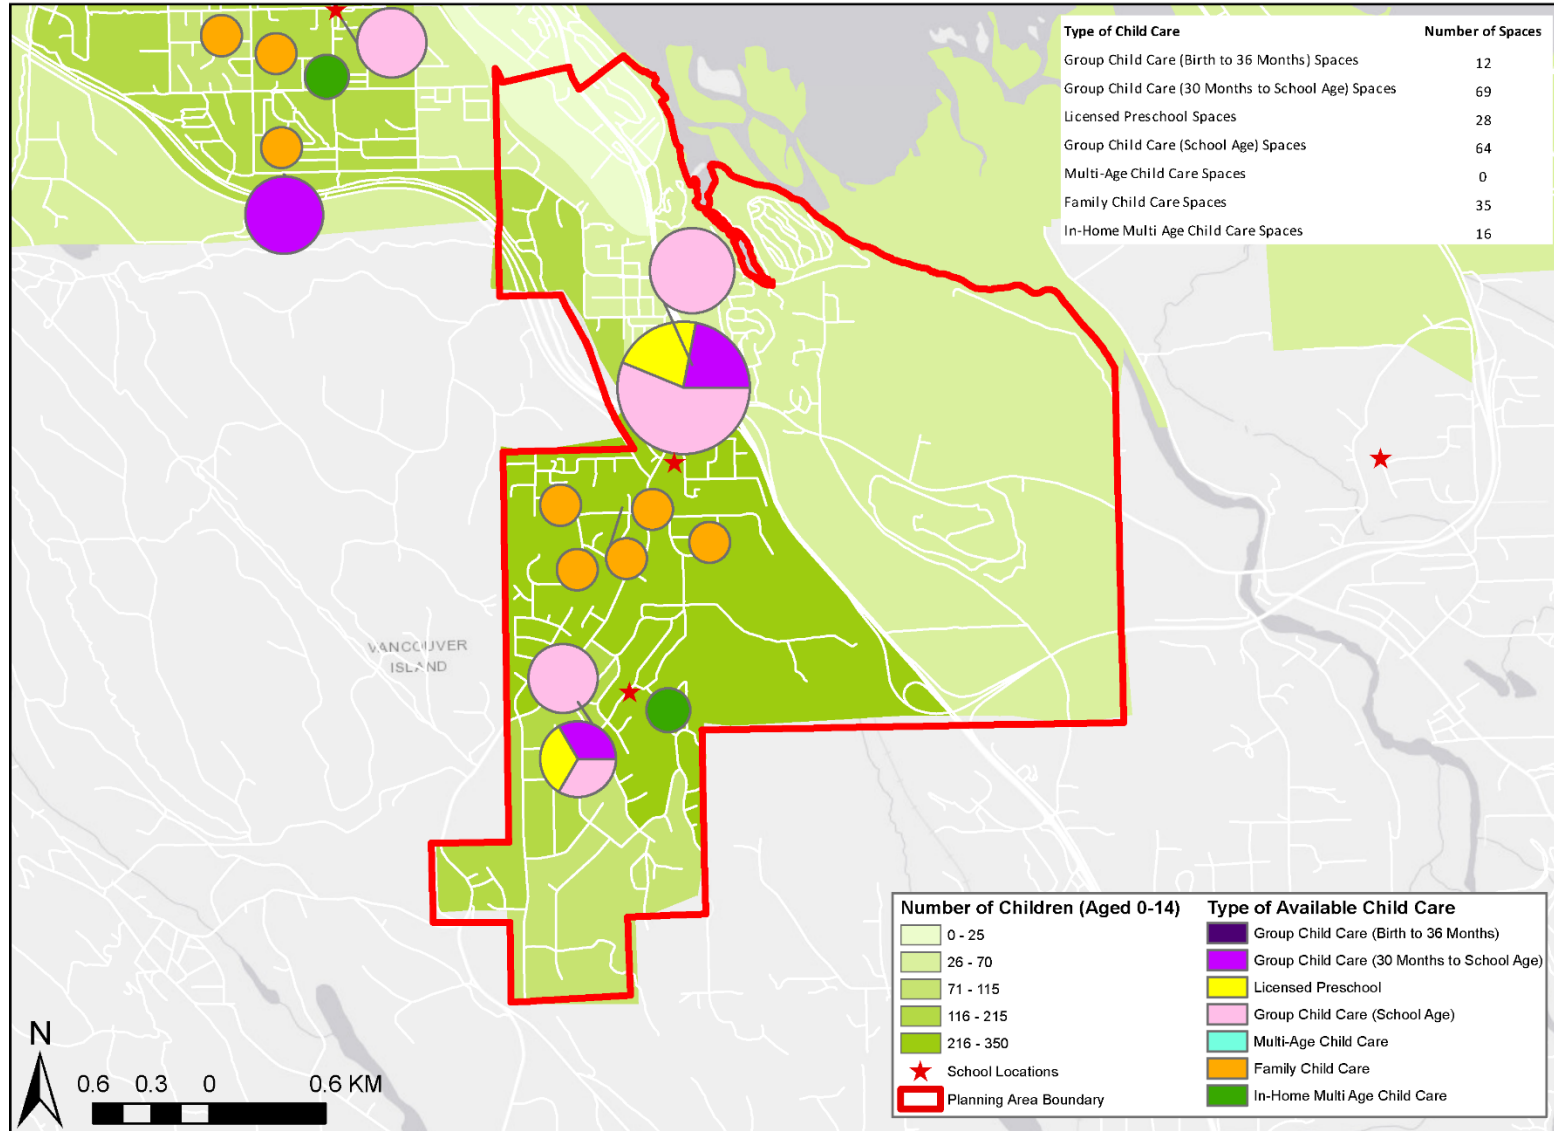 Type of Child Care Number of Spaces
Group Child Care (Birth to 36 Months) Spaces 12
Group Child Care (30 Months to School Age) Spaces 69
Licensed Preschool Spaces 28
Group Child Care (School Age) Spaces 64
Multi-Age Child Care Spaces 0
Family Child Care Spaces 35
In-Home Multi Age Child Care Spaces 16
VANCOUVER
ISLAND
N
0.6 0.3 0 0.6 KM
Number of Children (Aged 0-14)
0 - 25
26 - 70
71 - 115
116 - 215
216 - 350
School Locations
Planning Area Boundary
Type of Available Child Care
Group Child Care (Birth to 36 Months)
Group Child Care (30 Months to School Age)
Licensed Preschool
Group Child Care (School Age)
Multi-Age Child Care
Family Child Care
In-Home Multi Age Child Care